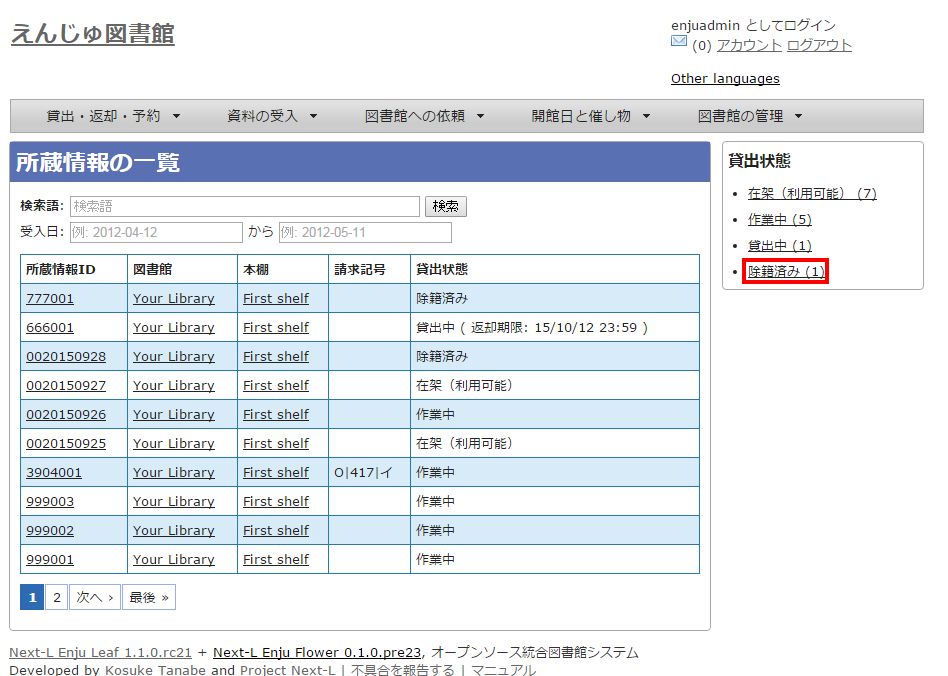 えんじゅ図書館
enjuadmin としてログイン
(0) アカウント ログアウト
Other languages
貸出・返却・予約 ▼ 資料の受入 ▼ 図書館への依頼 ▼ 開館日と催し物 ▼ 図書館の管理 ▼
所蔵情報の一覧
検索語: 検索語 検索
受入日: 例: 2012-04-12 から 例: 2012-05-11
所蔵情報ID 図書館 本棚 請求記号 貸出状態
777001 Your Library First shelf 除籍済み
666001 Your Library First shelf 貸出中 ( 返却期限: 15/10/12 23:59 )
0020150928 Your Library First shelf 除籍済み
0020150927 Your Library First shelf 在架（利用可能）
0020150926 Your Library First shelf 作業中
0020150925 Your Library First shelf 在架（利用可能）
3904001 Your Library First shelf O|417|イ 作業中
999003 Your Library First shelf 作業中
999002 Your Library First shelf 作業中
999001 Your Library First shelf 作業中
1 2 次へ › 最後 »
貸出状態
• 在架（利用可能） (7)
• 作業中 (5)
• 貸出中 (1)
• 除籍済み (1)
Next-L Enju Leaf 1.1.0.rc21 + Next-L Enju Flower 0.1.0.pre23, オープンソース統合図書館システム
Developed by Kosuke Tanabe and Project Next-L | 不具合を報告する | マニュアル